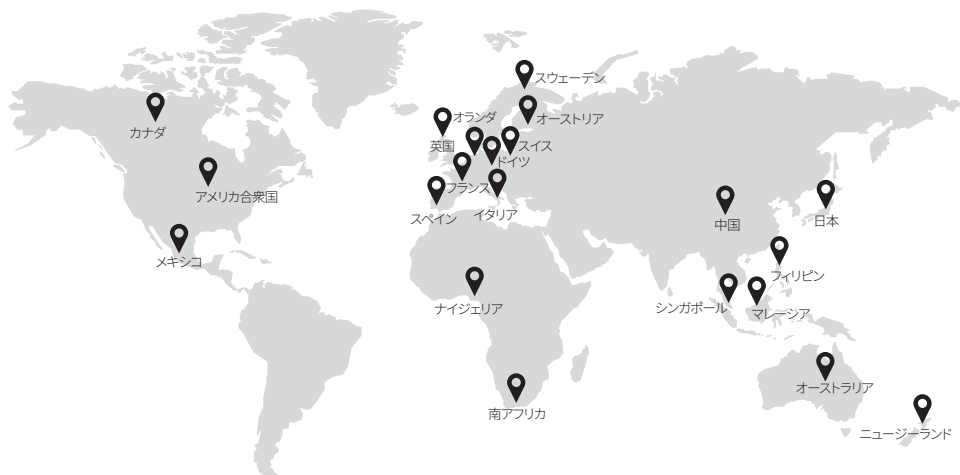 スウェーデン
カナダ
オランダ
オーストリア
英国
スイス
ドイツ
アメリカ合衆国
フランス
スペイン
イタリア
中国
日本
メキシコ
フィリピン
ナイジェリア
シンガポール
マレーシア
オーストラリア
南アフリカ
ニュージーランド